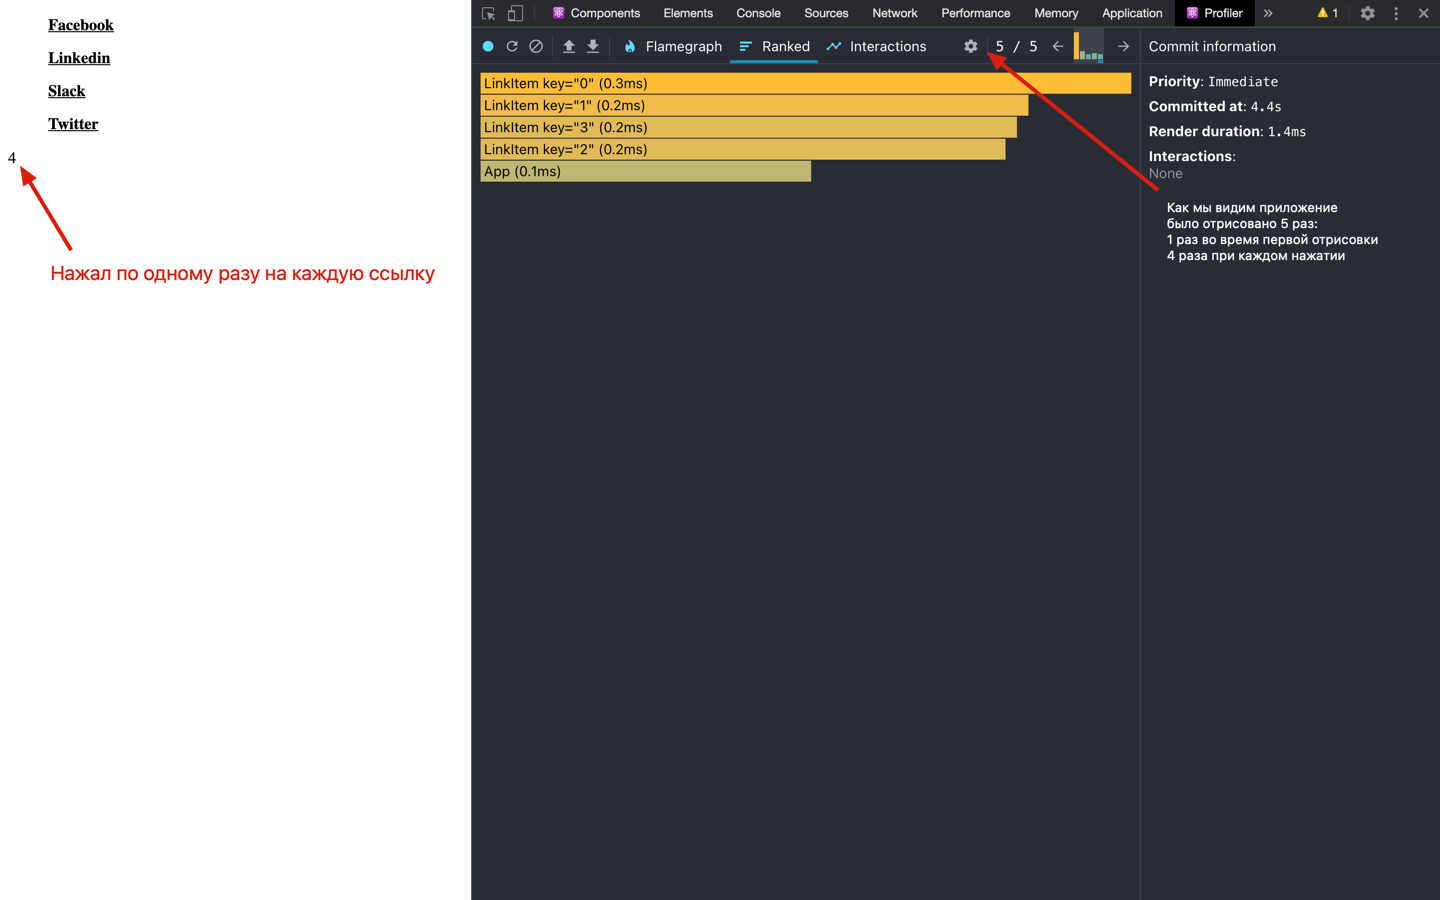 Facebook
Linkedin
Slack
Twitter
4
Нажал по одному разу на каждую ссылку
Components Elements Console Sources Network Performance Memory Application Profiler » 1
Flamegraph Ranked Interactions 5 / 5
LinkItem key="0" (0.3ms)
LinkItem key="1" (0.2ms)
LinkItem key="3" (0.2ms)
LinkItem key="2" (0.2ms)
App (0.1ms)
Commit information
Priority: Immediate
Committed at: 4.4s
Render duration: 1.4ms
Interactions:
None
Как мы видим приложение
было отрисовано 5 раз:
1 раз во время первой отрисовки
4 раза при каждом нажатии